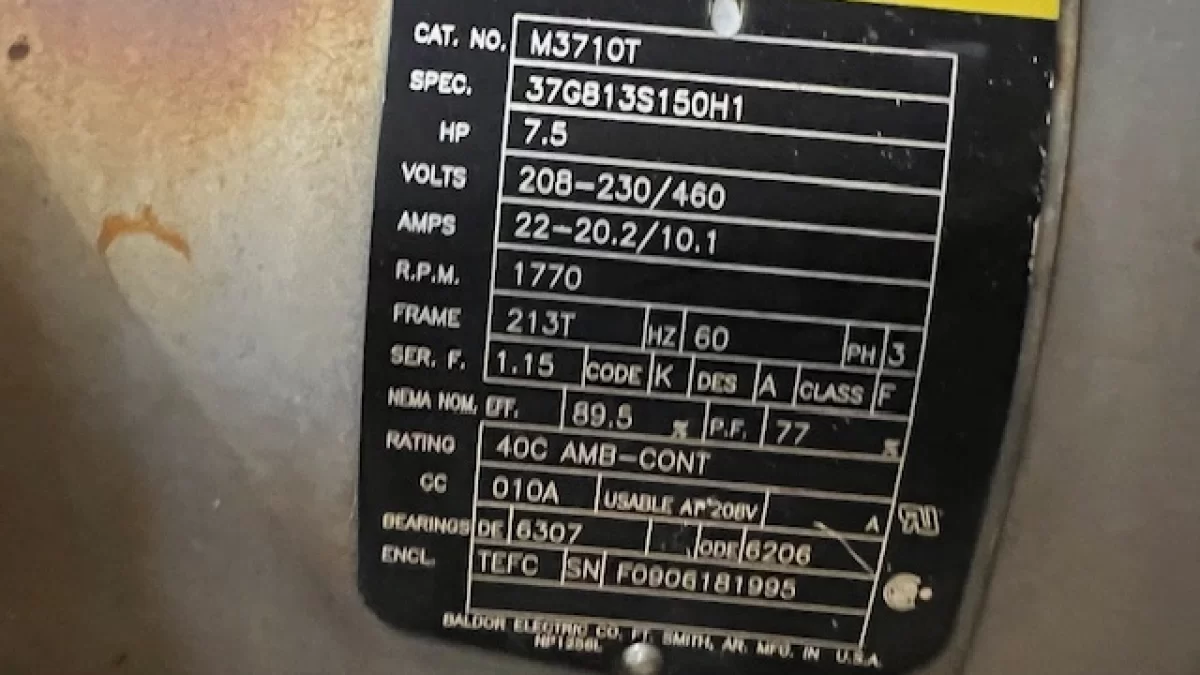 CAT. NO. M3710T
SPEC. 37G813S150H1
HP 7.5
VOLTS 208-230/460
AMPS 22-20.2/10.1
R.P.M. 1770
FRAME 213T HZ 60 PH 3
SER. F. 1.15 CODE K DES A CLASS F
NEMA NOM. EFF. 89.5 % P.F. 77 %
RATING 40C AMB-CONT
CC 010A USABLE AT 208V A
BEARINGS DE 6307 ODE 6206
ENCL. TEFC SN F0906181995
BALDOR ELECTRIC CO. FT. SMITH, AR. MFG. IN U.S.A.